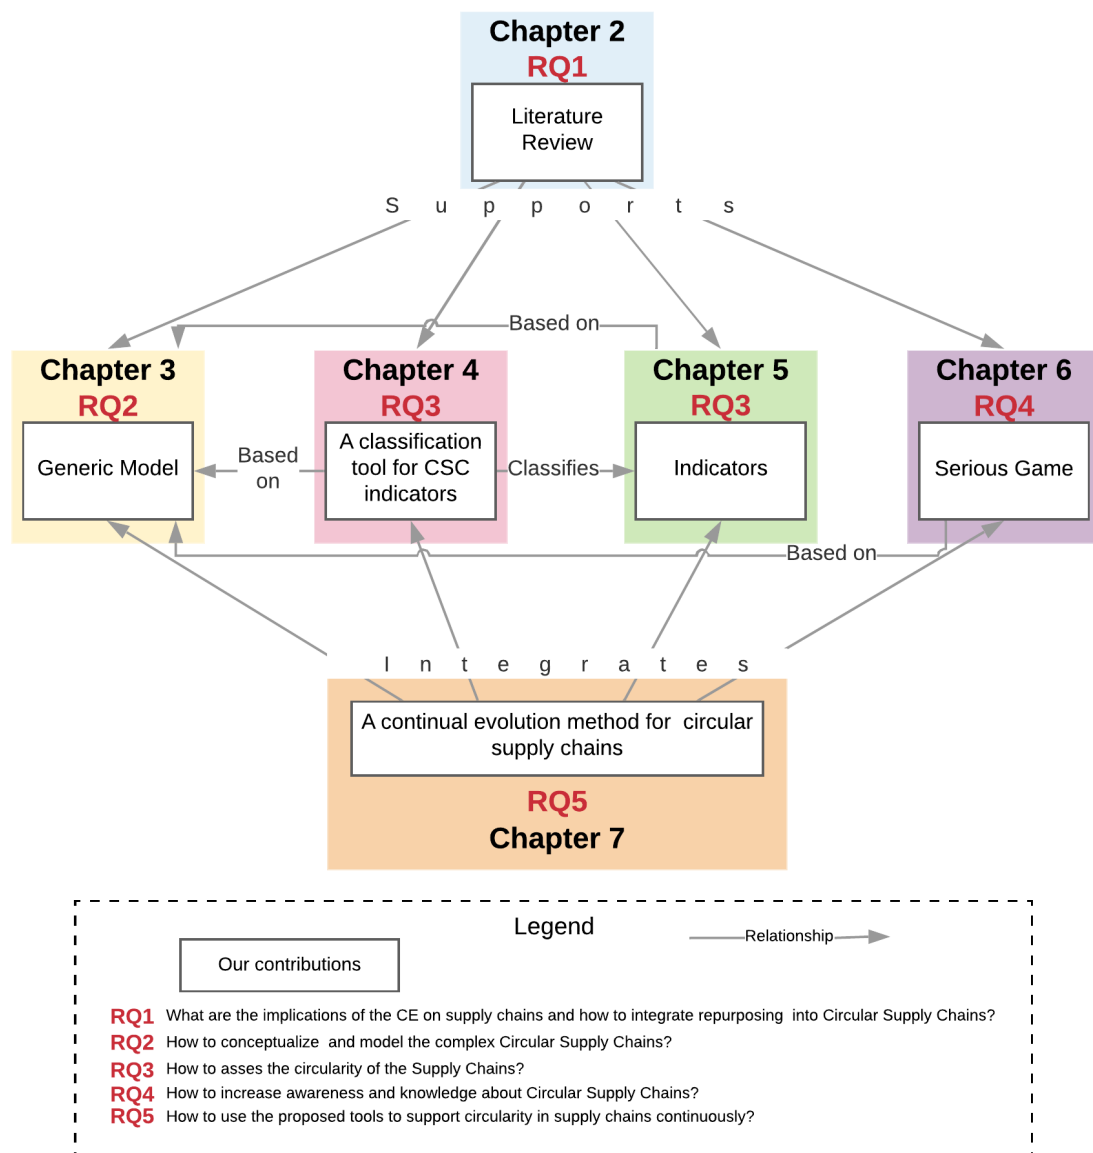 Chapter 2
RQ1
Literature
Review
S u p p o r t s
Based on
Chapter 3
RQ2
Generic Model
Based
on
Chapter 4
RQ3
A classification
tool for CSC
indicators
Classifies
Chapter 5
RQ3
Indicators
Chapter 6
RQ4
Serious Game
Based on
I n t e g r a t e s
A continual evolution method for circular
supply chains
RQ5
Chapter 7
Legend
Our contributions
Relationship
RQ1 What are the implications of the CE on supply chains and how to integrate repurposing into Circular Supply Chains?
RQ2 How to conceptualize and model the complex Circular Supply Chains?
RQ3 How to asses the circularity of the Supply Chains?
RQ4 How to increase awareness and knowledge about Circular Supply Chains?
RQ5 How to use the proposed tools to support circularity in supply chains continuously?